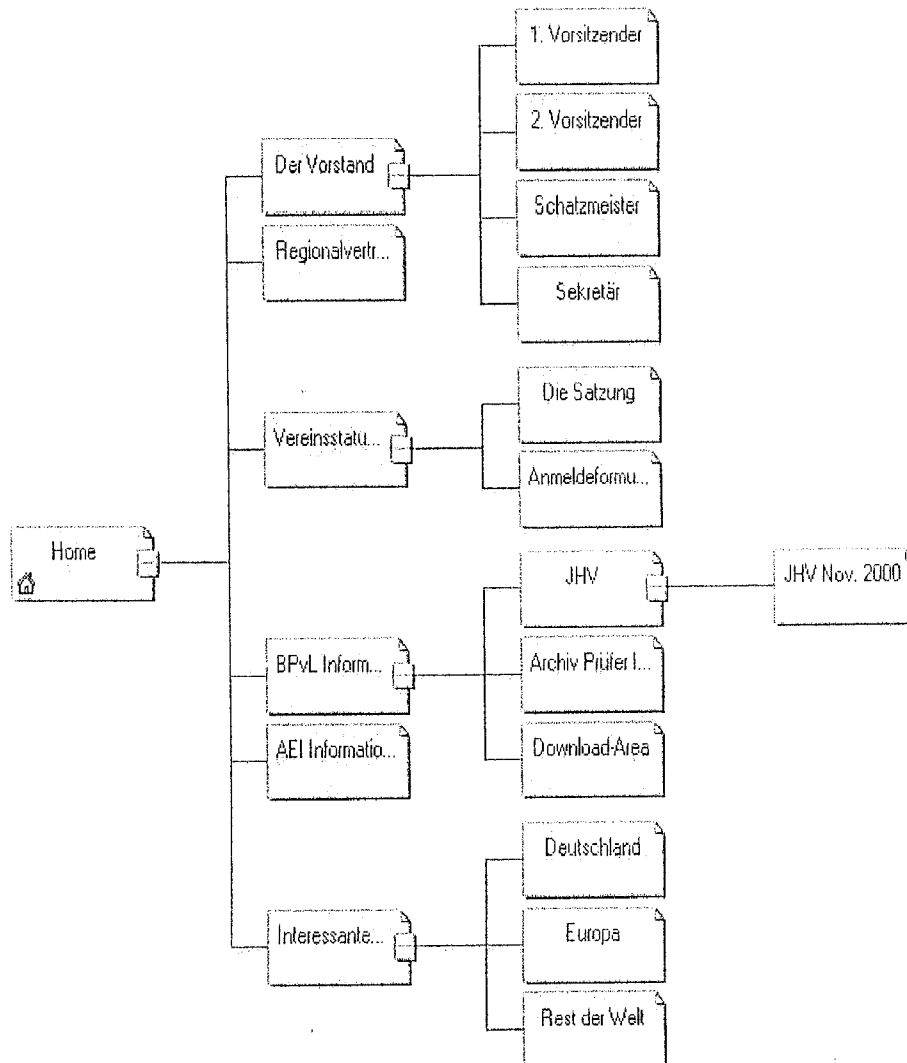 1. Vorsitzender
2. Vorsitzender
Der Vorstand
Schatzmeister
Regionalvertr...
Sekretär
Die Satzung
Vereinsstatu...
Anmeldeformu...
Home
JHV
JHV Nov. 2000
BPvL Inform...
Archiv Prüfer I...
AEI Informatio...
Download-Area
Deutschland
Interessante...
Europa
Rest der Welt